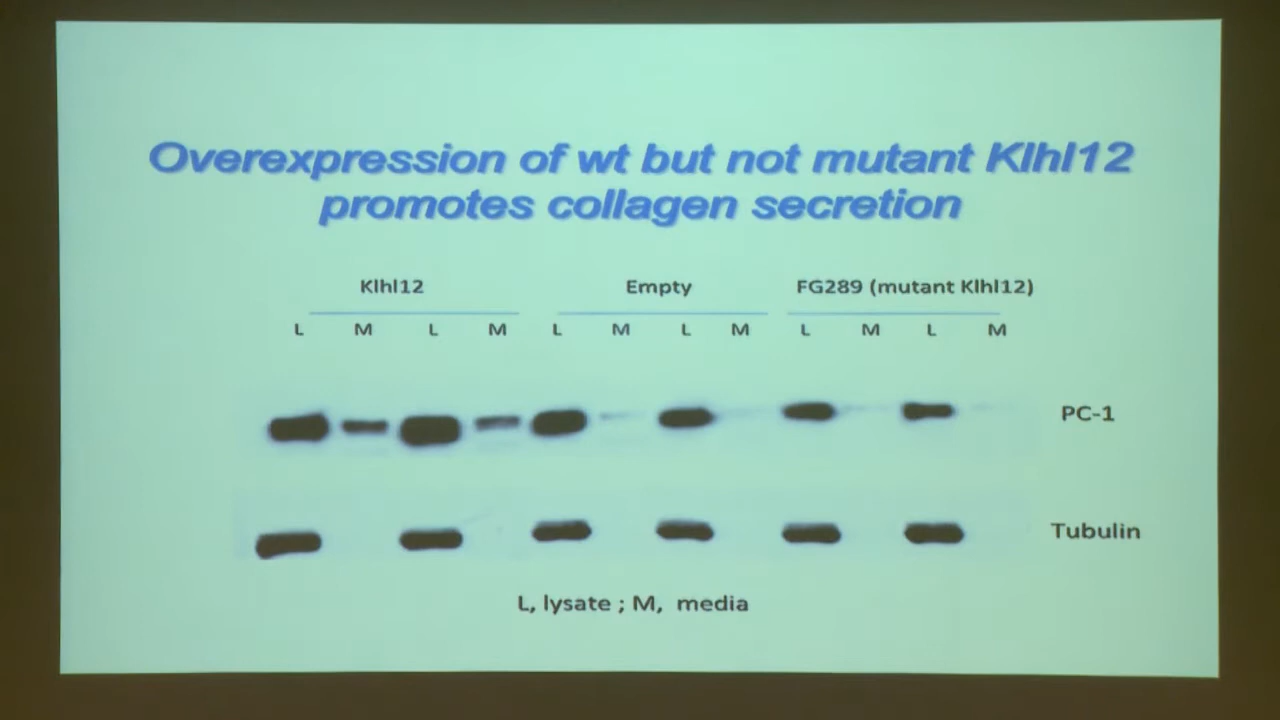 Overexpression of wt but not mutant Klhl12
promotes collagen secretion
Klhl12 Empty FG289 (mutant Klhl12)
L M L M L M L M L M L M
PC-1
Tubulin
L, lysate ; M, media